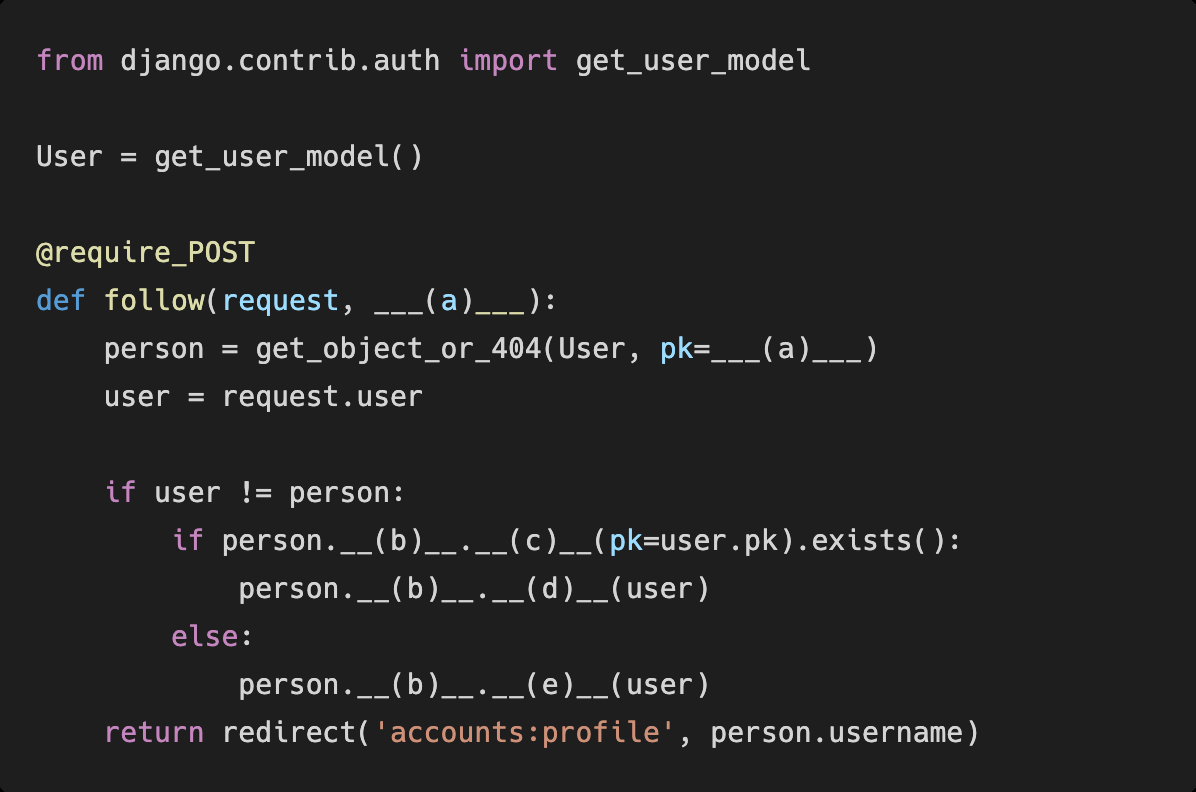 from django.contrib.auth import get_user_model
User = get_user_model()
@require_POST
def follow(request, ___(a)___):
    person = get_object_or_404(User, pk=___(a)___)
    user = request.user
    if user != person:
        if person.__(b)__.__(c)__(pk=user.pk).exists():
            person.__(b)__.__(d)__(user)
        else:
            person.__(b)__.__(e)__(user)
    return redirect('accounts:profile', person.username)